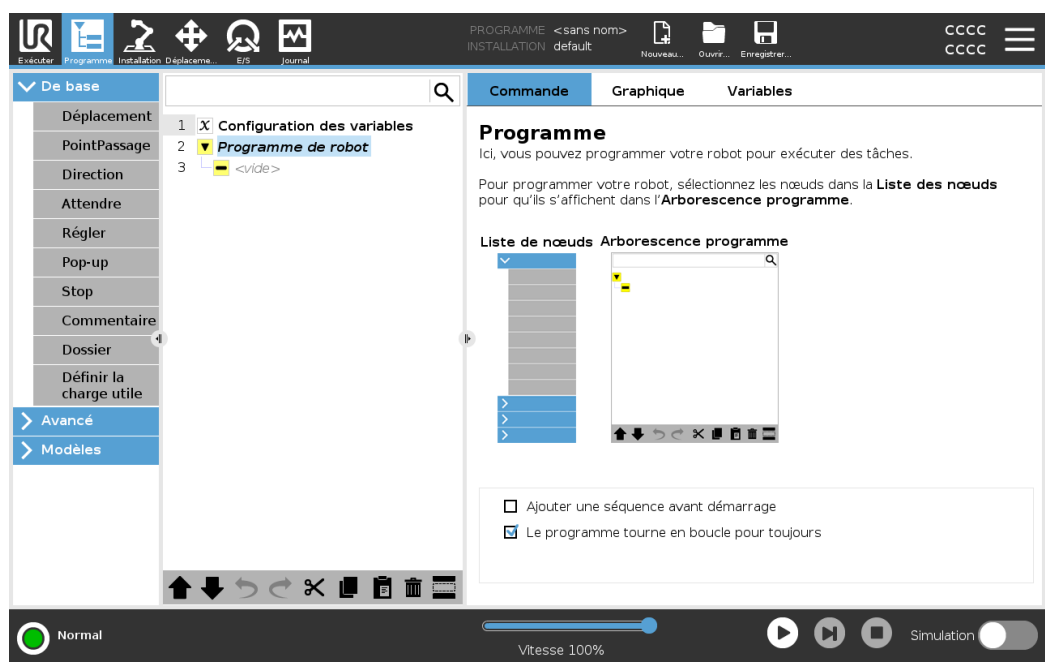 UR
PROGRAMME <sans nom>
INSTALLATION default
Nouveau...
Ouvrir...
Enregistrer...
CCCC
CCCC
Exécuter
Programme
Installation
Déplaceme...
E/S
Journal
De base
Déplacement
PointPassage
Direction
Attendre
Régler
Pop-up
Stop
Commentaire
Dossier
Définir la
charge utile
Avancé
Modèles
1 X Configuration des variables
2 Programme de robot
3 <vide>
Commande
Graphique
Variables
Programme
Ici, vous pouvez programmer votre robot pour exécuter des tâches.
Pour programmer votre robot, sélectionnez les nœuds dans la Liste des nœuds
pour qu’ils s’affichent dans l’Arborescence programme.
Liste de nœuds
Arborescence programme
Ajouter une séquence avant démarrage
Le programme tourne en boucle pour toujours
Normal
Vitesse 100%
Simulation